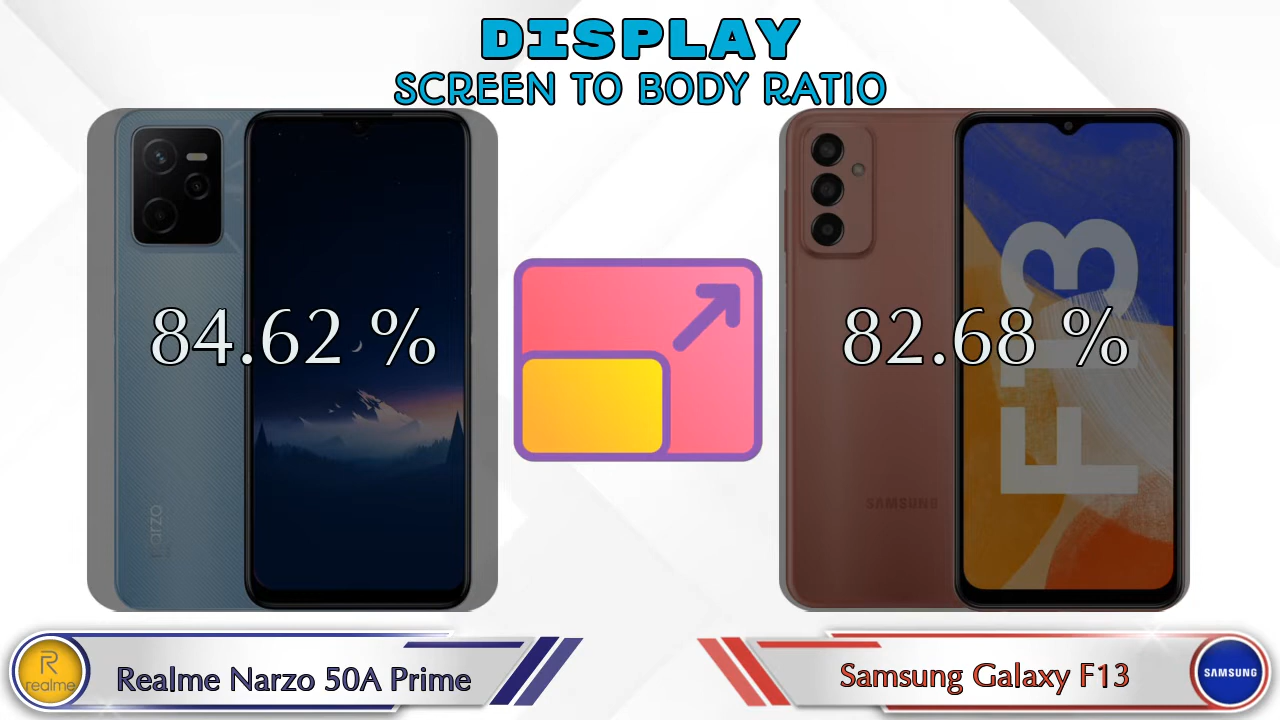 DISPLAY
SCREEN TO BODY RATIO
84.62 %
82.68 %
F13
narzo
SAMSUNG
R
realme
Realme Narzo 50A Prime
Samsung Galaxy F13
SAMSUNG